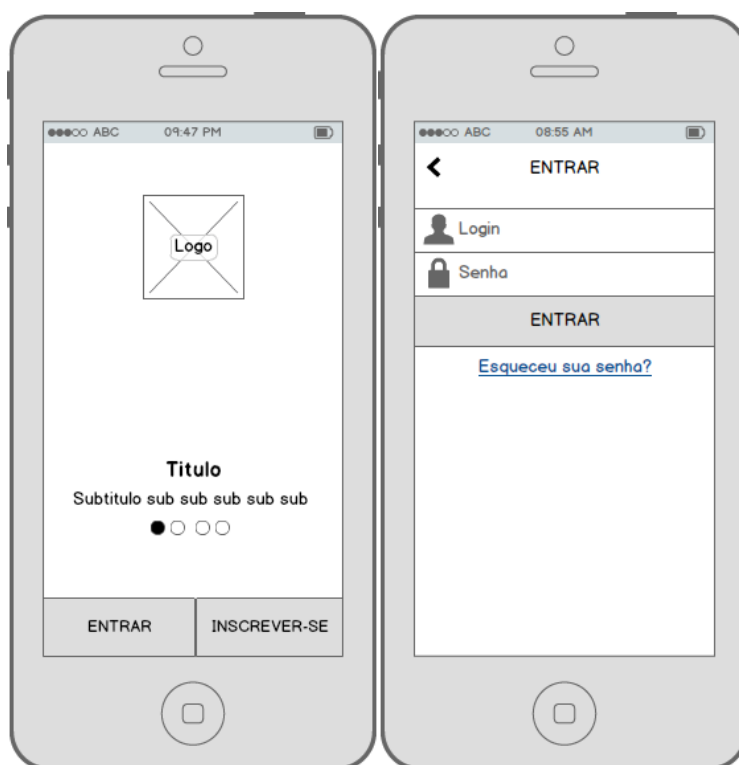 ABC 09:47 PM
Logo
Titulo
Subtitulo sub sub sub sub sub
ENTRAR INSCREVER-SE
ABC 08:55 AM
ENTRAR
Login
Senha
ENTRAR
Esqueceu sua senha?